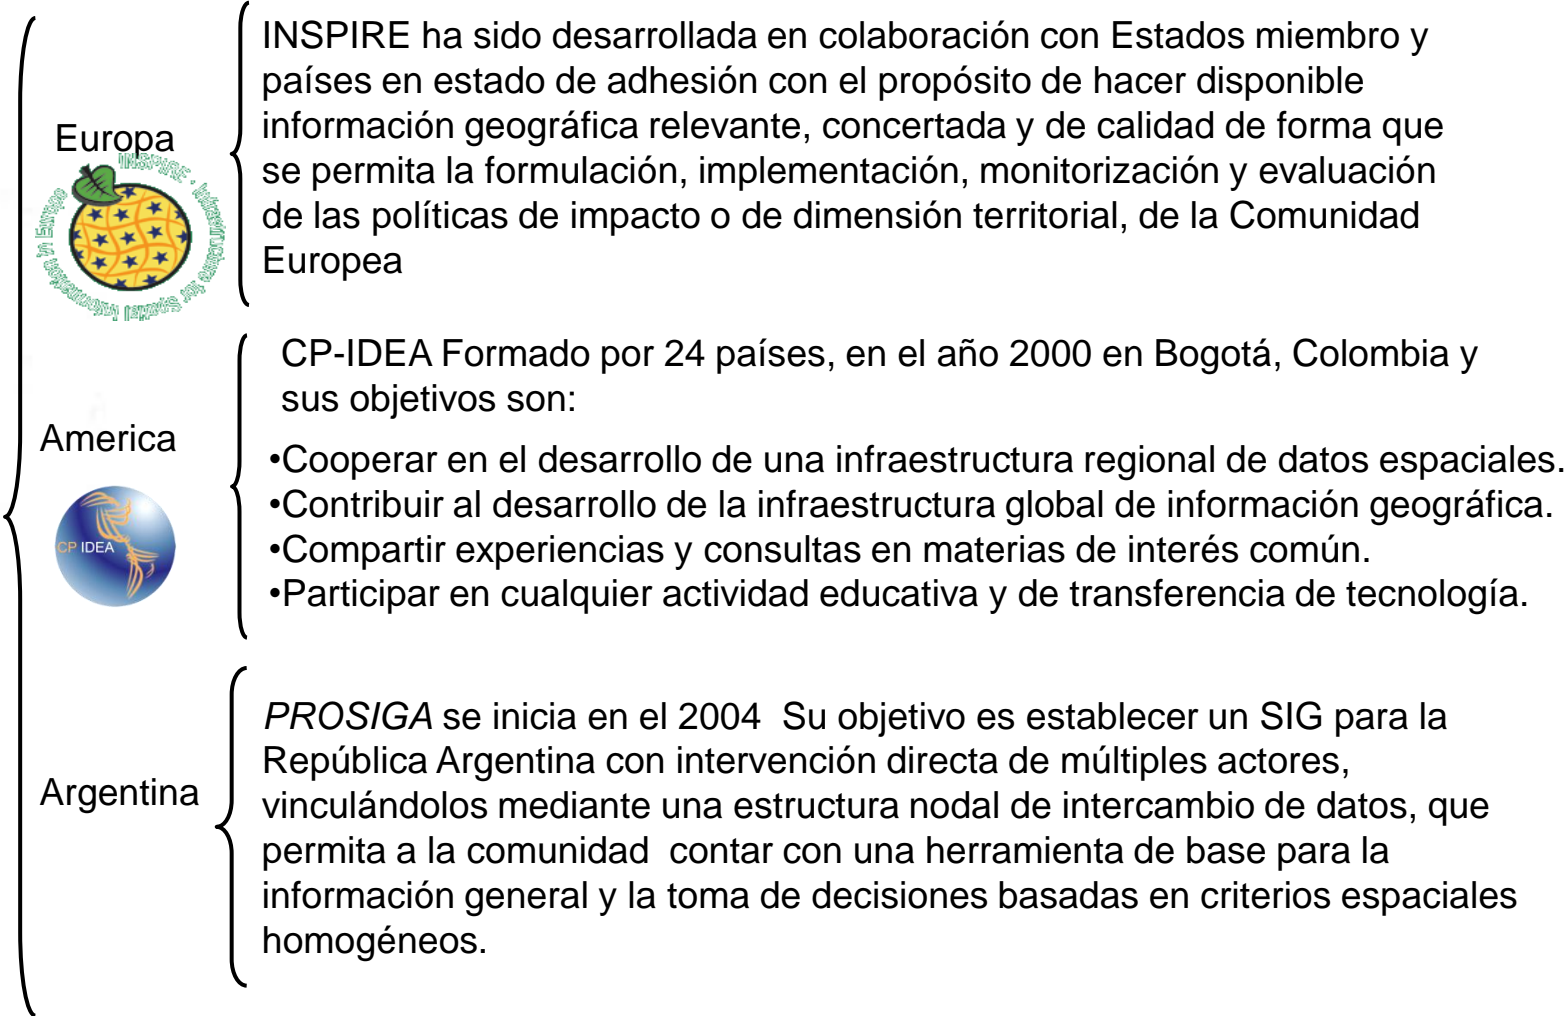 Europa
INSPIRE · Infrastructure for Spatial Information in Europe
INSPIRE ha sido desarrollada en colaboración con Estados miembro y
países en estado de adhesión con el propósito de hacer disponible
información geográfica relevante, concertada y de calidad de forma que
se permita la formulación, implementación, monitorización y evaluación
de las políticas de impacto o de dimensión territorial, de la Comunidad
Europea
America
CP IDEA
CP-IDEA Formado por 24 países, en el año 2000 en Bogotá, Colombia y
sus objetivos son:
•Cooperar en el desarrollo de una infraestructura regional de datos espaciales.
•Contribuir al desarrollo de la infraestructura global de información geográfica.
•Compartir experiencias y consultas en materias de interés común.
•Participar en cualquier actividad educativa y de transferencia de tecnología.
Argentina
PROSIGA se inicia en el 2004  Su objetivo es establecer un SIG para la
República Argentina con intervención directa de múltiples actores,
vinculándolos mediante una estructura nodal de intercambio de datos, que
permita a la comunidad  contar con una herramienta de base para la
información general y la toma de decisiones basadas en criterios espaciales
homogéneos.